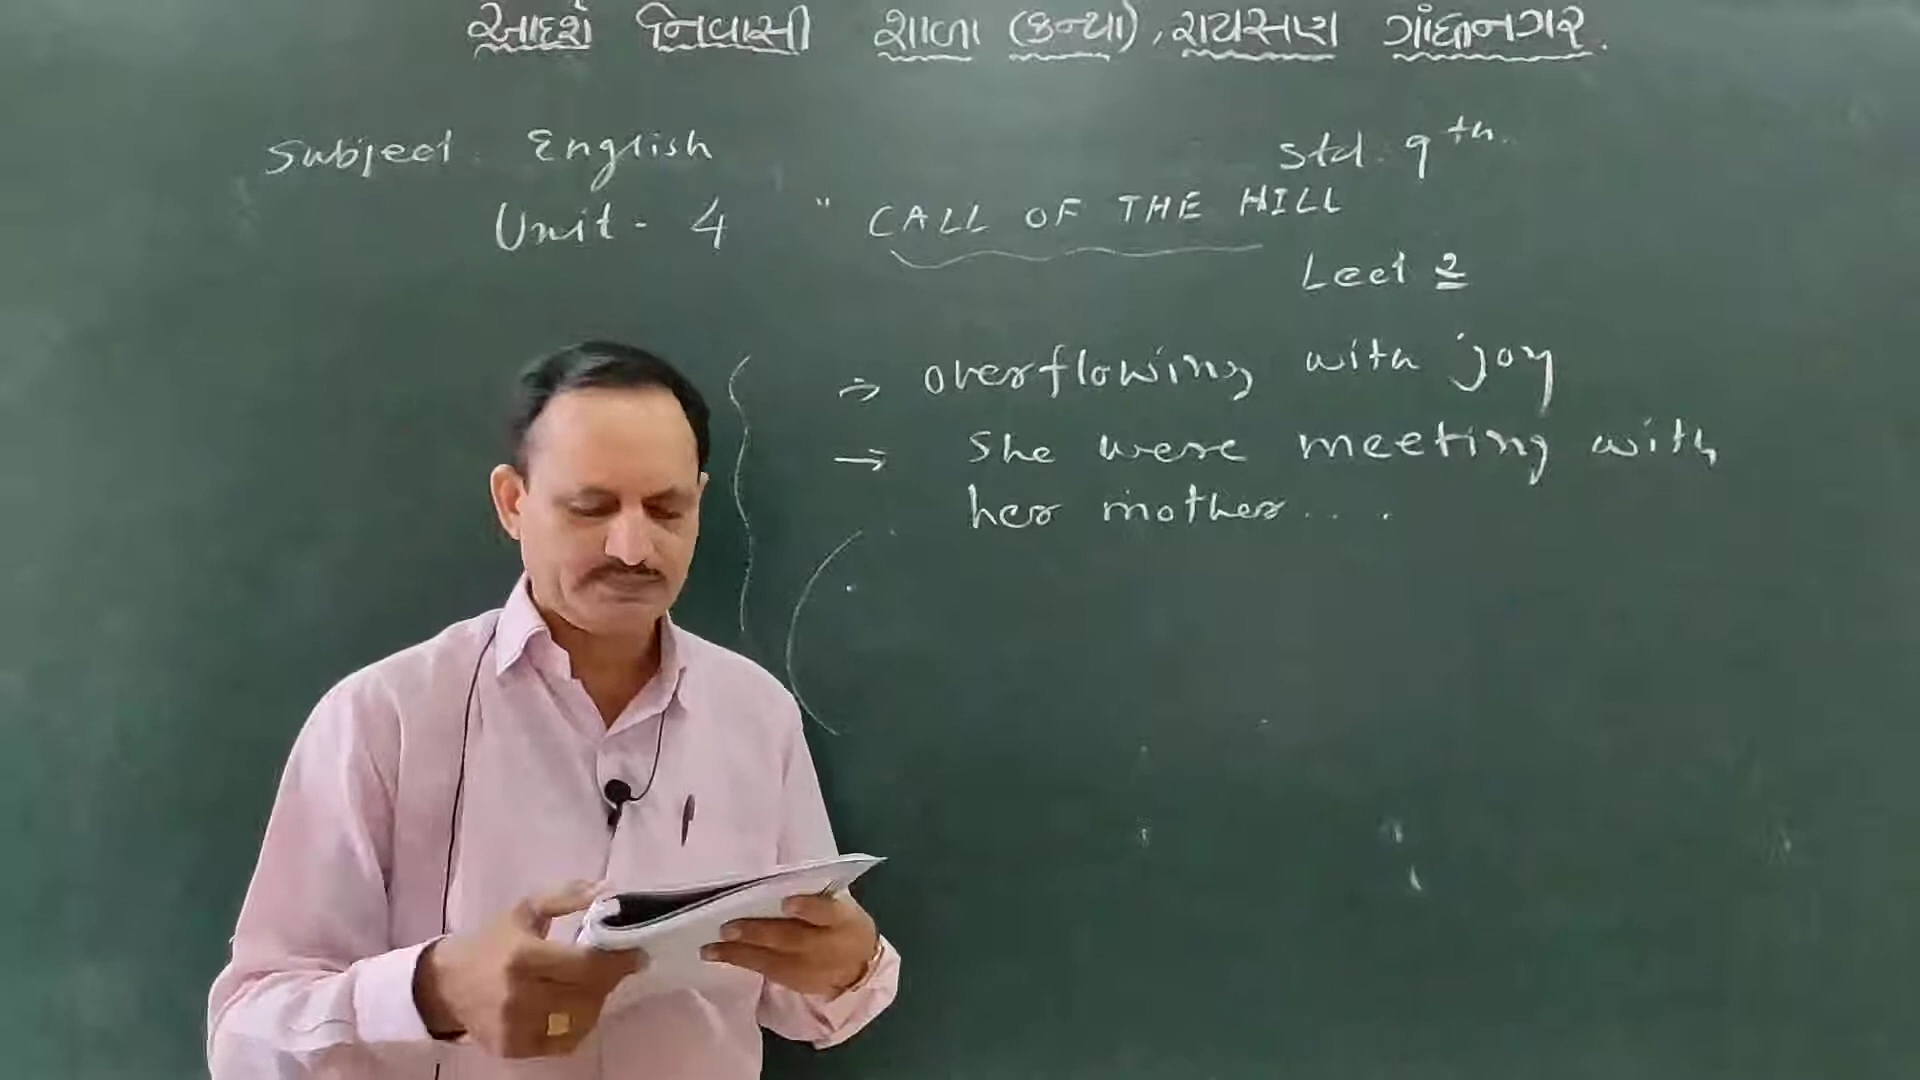 આદર્શ નિવાસી શાળા (કન્યા), રાયસણ ગાંધીનગર.
Subject. English Std. 9th.
Unit - 4 " CALL OF THE HILL
Lect 2
⇒ overflowing with joy
→ She were meeting with
her mother....